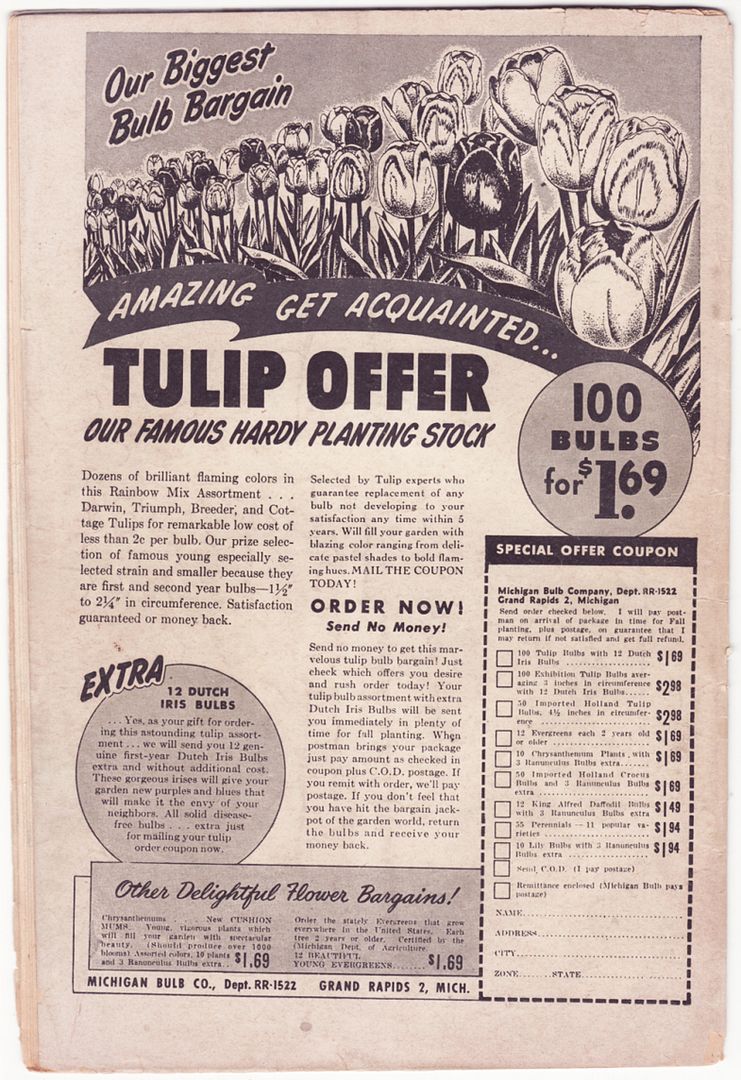 Our Biggest
Bulb Bargain
AMAZING GET ACQUAINTED...
TULIP OFFER
OUR FAMOUS HARDY PLANTING STOCK
100
BULBS
for $1.69
Dozens of brilliant flaming colors in
this Rainbow Mix Assortment . . .
Darwin, Triumph, Breeder, and Cot-
tage Tulips for remarkable low cost of
less than 2c per bulb. Our prize selec-
tion of famous young especially se-
lected strain and smaller because they
are first and second year bulbs—1½"
to 2¼" in circumference. Satisfaction
guaranteed or money back.
Selected by Tulip experts who
guarantee replacement of any
bulb not developing to your
satisfaction any time within 5
years. Will fill your garden with
blazing color ranging from deli-
cate pastel shades to bold flam-
ing hues. MAIL THE COUPON
TODAY!
ORDER NOW!
Send No Money!
Send no money to get this mar-
velous tulip bulb bargain! Just
check which offers you desire
and rush order today! Your
tulip bulb assortment with extra
Dutch Iris Bulbs will be sent
you immediately in plenty of
time for fall planting. When
postman brings your package
just pay amount as checked in
coupon plus C.O.D. postage. If
you remit with order, we'll pay
postage. If you don't feel that
you have hit the bargain jack-
pot of the garden world, return
the bulbs and receive your
money back.
EXTRA
12 DUTCH
IRIS BULBS
. . . Yes, as your gift for order-
ing this astounding tulip assort-
ment . . . we will send you 12 gen-
uine first-year Dutch Iris Bulbs
extra and without additional cost.
These gorgeous irises will give your
garden new purples and blues that
will make it the envy of your
neighbors. All solid disease-
free bulbs . . . extra just
for mailing your tulip
order coupon now.
Other Delightful Flower Bargains!
Chrysanthemums . . . New CUSHION
MUMS. Young, vigorous plants which
will fill your garden with spectacular
beauty. (Should produce over 1000
blooms) Assorted colors. 10 plants
and 3 Ranunculus Bulbs extra.. $1.69
Order the stately Evergreens that grow
everywhere in the United States. Each
tree 2 years or older. Certified by the
(Michigan Dept. of Agriculture.
12 BEAUTIFUL
YOUNG EVERGREENS........ $1.69
MICHIGAN BULB CO., Dept. RR-1522 GRAND RAPIDS 2, MICH.
SPECIAL OFFER COUPON
Michigan Bulb Company, Dept. RR-1522
Grand Rapids 2, Michigan
Send order checked below. I will pay post-
man on arrival of package in time for Fall
planting, plus postage, on guarantee that I
may return if not satisfied and get full refund.
100 Tulip Bulbs with 12 Dutch
Iris Bulbs $1.69
100 Exhibition Tulip Bulbs aver-
aging 3 inches in circumference
with 12 Dutch Iris Bulbs...... $2.98
50 Imported Holland Tulip
Bulbs, 4½ inches in circumfer-
ence $2.98
12 Evergreens each 2 years old
or older $1.69
10 Chrysanthemum Plants, with
3 Ranunculus Bulbs extra....... $1.69
50 Imported Holland Crocus
Bulbs and 3 Ranunculus Bulbs
extra $1.69
12 King Alfred Daffodil Bulbs
with 3 Ranunculus Bulbs extra $1.49
55 Perennials — 11 popular va-
rieties $1.94
10 Lily Bulbs with 3 Ranunculus
Bulbs extra $1.94
Send C.O.D. (I pay postage)
Remittance enclosed (Michigan Bulb pays
postage)
NAME
ADDRESS
CITY
ZONE......STATE